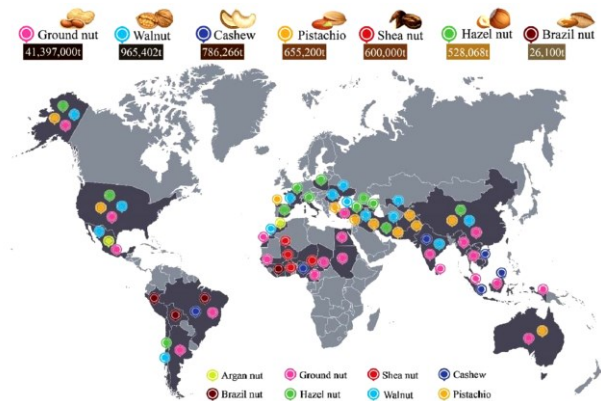 Ground nut Walnut Cashew Pistachio Shea nut Hazel nut Brazil nut
41,397,000t 965,402t 786,266t 655,200t 600,000t 528,068t 26,100t
Argan nut Ground nut Shea nut Cashew
Brazil nut Hazel nut Walnut Pistachio